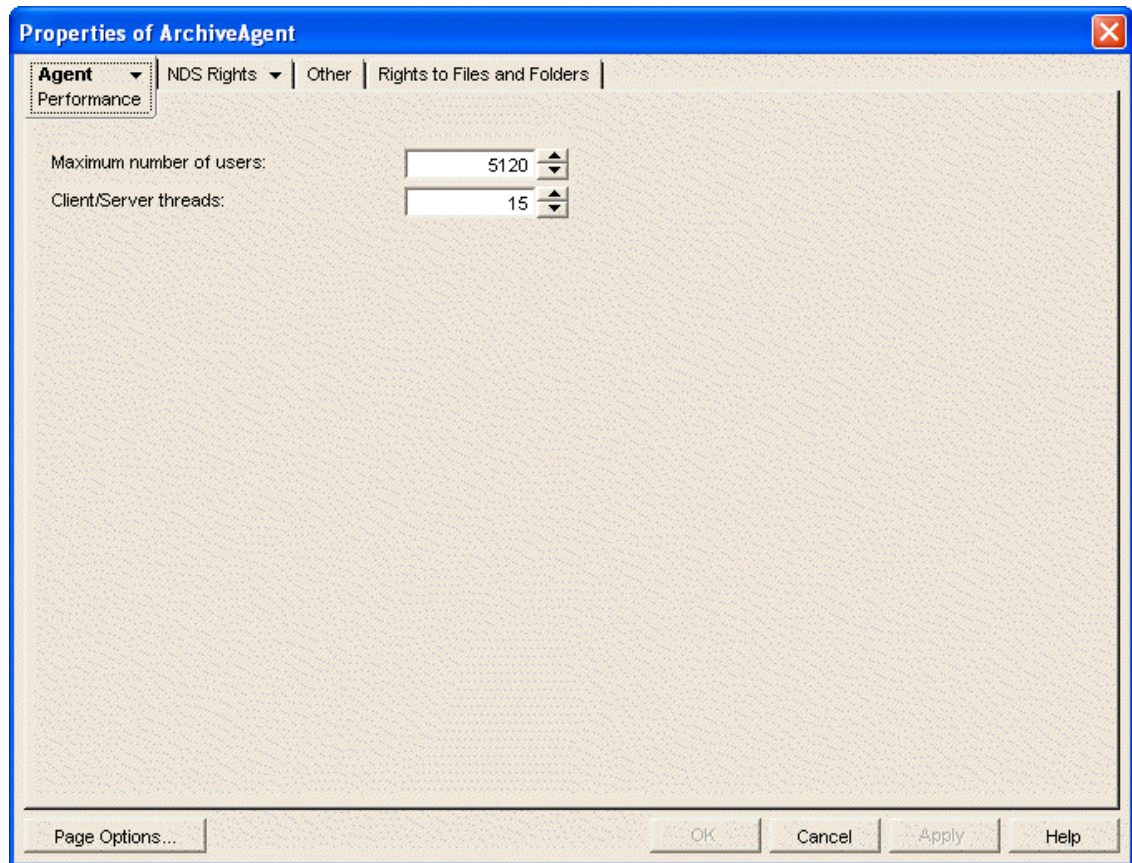 Properties of ArchiveAgent
Agent NDS Rights Other Rights to Files and Folders
Performance
Maximum number of users: 5120
Client/Server threads: 15
Page Options... OK Cancel Apply Help